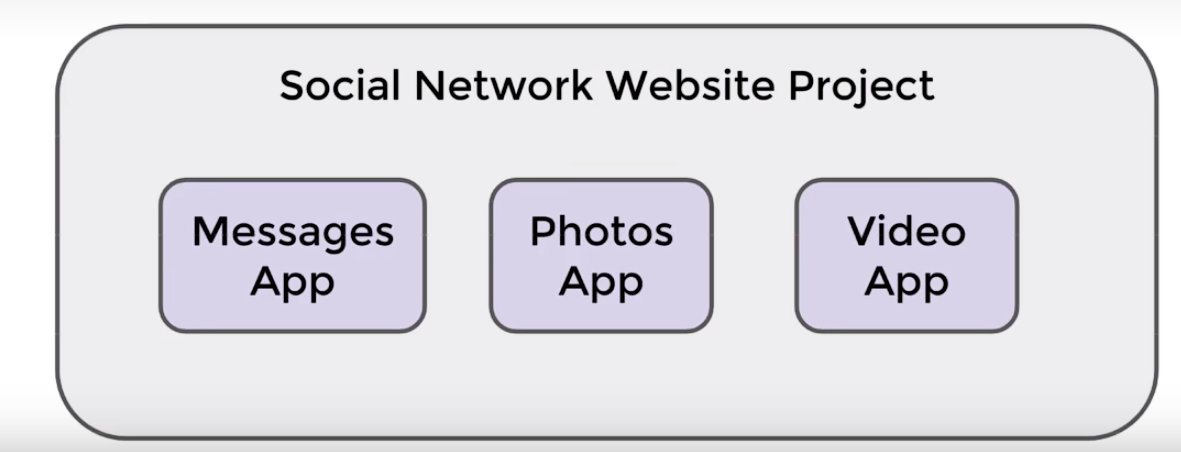 Social Network Website Project
Messages
App
Photos
App
Video
App